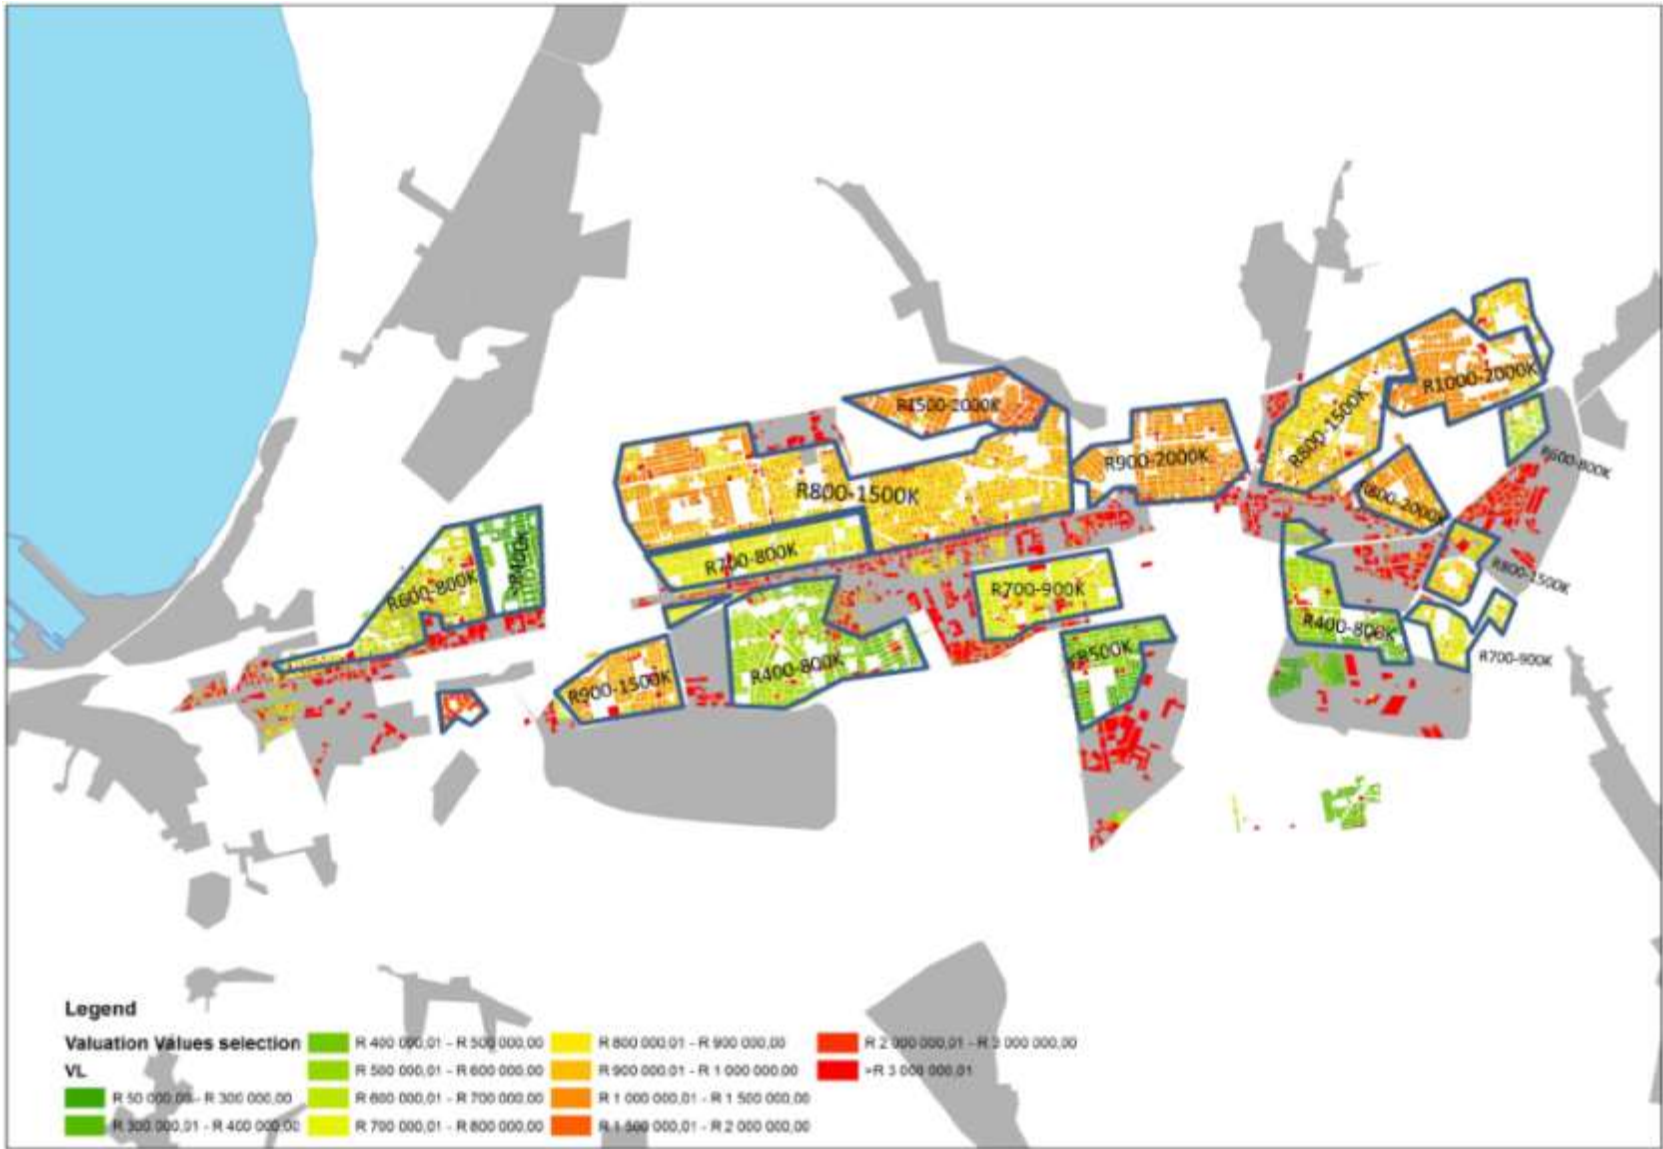 R1500-2000K
R1000-2000K
R800-1500K
R900-2000K
R600-800K
R800-2000K
R800-1500K
R700-800K
R600-800K
R700-900K
R800-1500K
R400-800K
R700-900K
R400-800K
R900-1500K
Legend
Valuation Values selection
VL
R 50 000,00 - R 300 000,00
R 300 000,01 - R 400 000,00
R 400 000,01 - R 500 000,00
R 500 000,01 - R 600 000,00
R 600 000,01 - R 700 000,00
R 700 000,01 - R 800 000,00
R 800 000,01 - R 900 000,00
R 900 000,01 - R 1 000 000,00
R 1 000 000,01 - R 1 500 000,00
R 1 500 000,01 - R 2 000 000,00
R 2 000 000,01 - R 3 000 000,00
>R 3 000 000,01